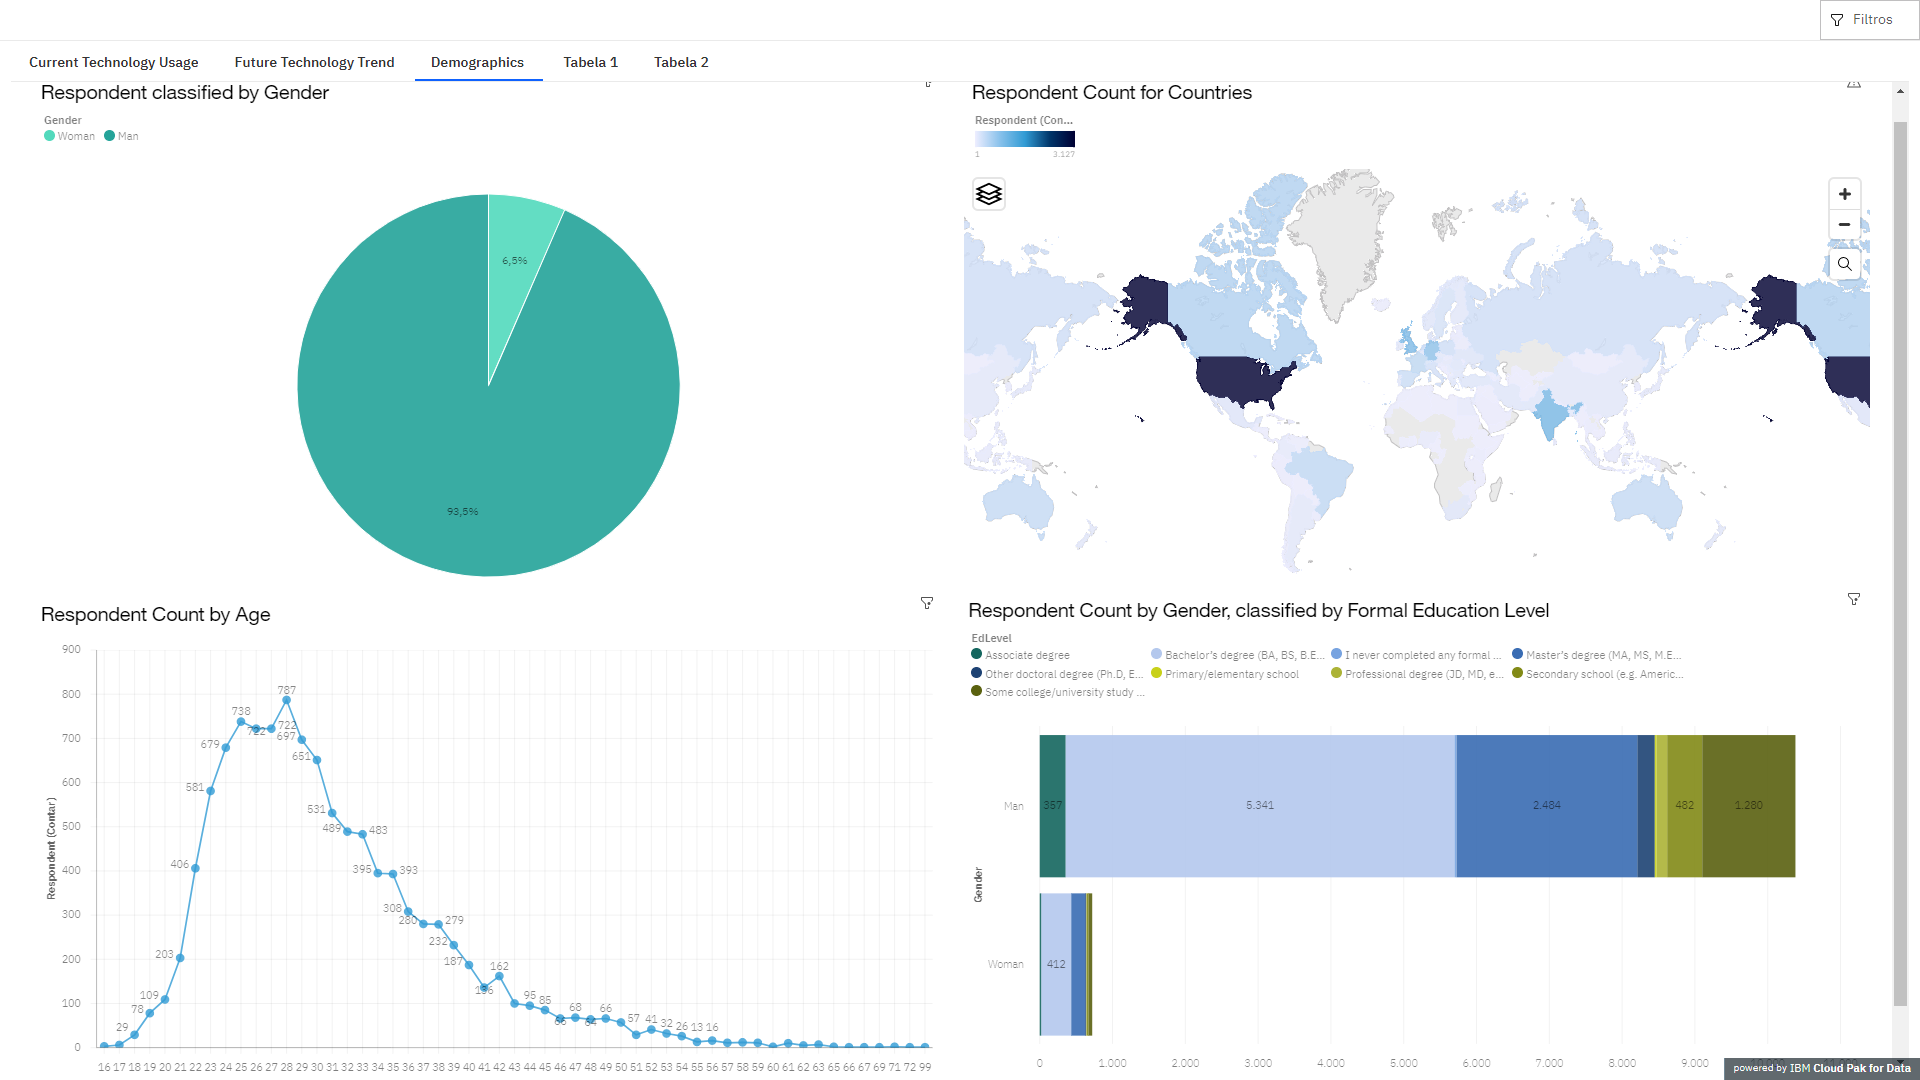 Filtros
Current Technology Usage
Future Technology Trend
Demographics
Tabela 1
Tabela 2
Respondent classified by Gender
Gender
Woman
Man
6,5%
93,5%
Respondent Count for Countries
Respondent (Con...
1
3.127
Respondent Count by Age
Respondent (Contar)
900
800
700
600
500
400
300
200
100
0
29
78
109
203
406
581
679
738
722
722
787
697
651
531
489
483
395
393
308
280
279
232
187
136
162
95
85
66
68
64
66
57
41
32
26
13
16
16 17 18 19 20 21 22 23 24 25 26 27 28 29 30 31 32 33 34 35 36 37 38 39 40 41 42 43 44 45 46 47 48 49 50 51 52 53 54 55 56 57 58 59 60 61 62 63 65 66 67 69 71 72 99
Respondent Count by Gender, classified by Formal Education Level
EdLevel
Associate degree
Bachelor's degree (BA, BS, B.E...
I never completed any formal ...
Master's degree (MA, MS, M.E...
Other doctoral degree (Ph.D, E...
Primary/elementary school
Professional degree (JD, MD, e...
Secondary school (e.g. Americ...
Some college/university study ...
Gender
Man
357
5.341
2.484
482
1.280
Woman
412
0
1.000
2.000
3.000
4.000
5.000
6.000
7.000
8.000
9.000
powered by IBM Cloud Pak for Data